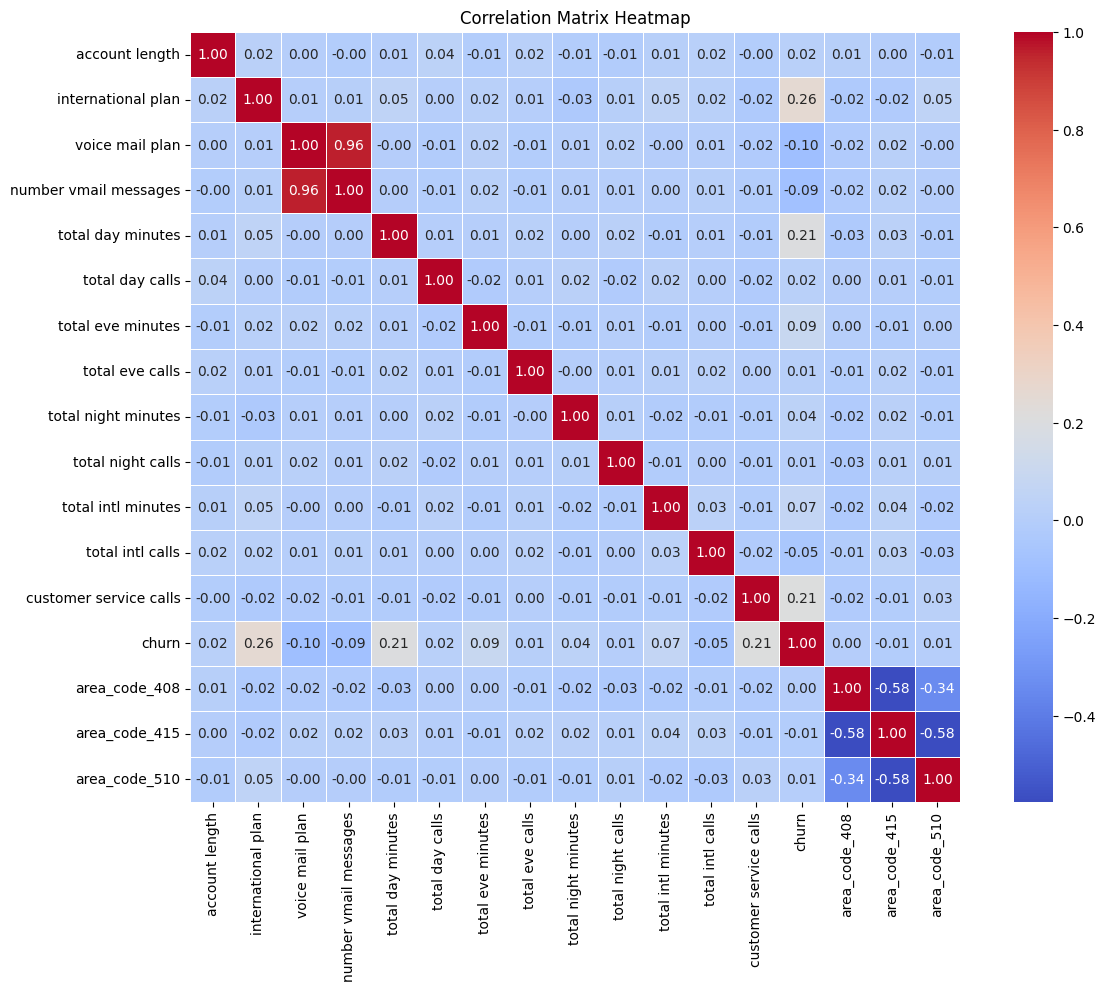 Correlation Matrix Heatmap
account length 1.00 0.02 0.00 -0.00 0.01 0.04 -0.01 0.02 -0.01 -0.01 0.01 0.02 -0.00 0.02 0.01 0.00 -0.01
international plan 0.02 1.00 0.01 0.01 0.05 0.00 0.02 0.01 -0.03 0.01 0.05 0.02 -0.02 0.26 -0.02 -0.02 0.05
voice mail plan 0.00 0.01 1.00 0.96 -0.00 -0.01 0.02 -0.01 0.01 0.02 -0.00 0.01 -0.02 -0.10 -0.02 0.02 -0.00
number vmail messages -0.00 0.01 0.96 1.00 0.00 -0.01 0.02 -0.01 0.01 0.01 0.00 0.01 -0.01 -0.09 -0.02 0.02 -0.00
total day minutes 0.01 0.05 -0.00 0.00 1.00 0.01 0.01 0.02 0.00 0.02 -0.01 0.01 -0.01 0.21 -0.03 0.03 -0.01
total day calls 0.04 0.00 -0.01 -0.01 0.01 1.00 -0.02 0.01 0.02 -0.02 0.02 0.00 -0.02 0.02 0.00 0.01 -0.01
total eve minutes -0.01 0.02 0.02 0.02 0.01 -0.02 1.00 -0.01 -0.01 0.01 -0.01 0.00 -0.01 0.09 0.00 -0.01 0.00
total eve calls 0.02 0.01 -0.01 -0.01 0.02 0.01 -0.01 1.00 -0.00 0.01 0.01 0.02 0.00 0.01 -0.01 0.02 -0.01
total night minutes -0.01 -0.03 0.01 0.01 0.00 0.02 -0.01 -0.00 1.00 0.01 -0.02 -0.01 -0.01 0.04 -0.02 0.02 -0.01
total night calls -0.01 0.01 0.02 0.01 0.02 -0.02 0.01 0.01 0.01 1.00 -0.01 0.00 -0.01 0.01 -0.03 0.01 0.01
total intl minutes 0.01 0.05 -0.00 0.00 -0.01 0.02 -0.01 0.01 -0.02 -0.01 1.00 0.03 -0.01 0.07 -0.02 0.04 -0.02
total intl calls 0.02 0.02 0.01 0.01 0.01 0.00 0.00 0.02 -0.01 0.00 0.03 1.00 -0.02 -0.05 -0.01 0.03 -0.03
customer service calls -0.00 -0.02 -0.02 -0.01 -0.01 -0.02 -0.01 0.00 -0.01 -0.01 -0.01 -0.02 1.00 0.21 -0.02 -0.01 0.03
churn 0.02 0.26 -0.10 -0.09 0.21 0.02 0.09 0.01 0.04 0.01 0.07 -0.05 0.21 1.00 0.00 -0.01 0.01
area_code_408 0.01 -0.02 -0.02 -0.02 -0.03 0.00 0.00 -0.01 -0.02 -0.03 -0.02 -0.01 -0.02 0.00 1.00 -0.58 -0.34
area_code_415 0.00 -0.02 0.02 0.02 0.03 0.01 -0.01 0.02 0.02 0.01 0.04 0.03 -0.01 -0.01 -0.58 1.00 -0.58
area_code_510 -0.01 0.05 -0.00 -0.00 -0.01 -0.01 0.00 -0.01 -0.01 0.01 -0.02 -0.03 0.03 0.01 -0.34 -0.58 1.00
account length
international plan
voice mail plan
number vmail messages
total day minutes
total day calls
total eve minutes
total eve calls
total night minutes
total night calls
total intl minutes
total intl calls
customer service calls
churn
area_code_408
area_code_415
area_code_510
1.0
0.8
0.6
0.4
0.2
0.0
−0.2
−0.4